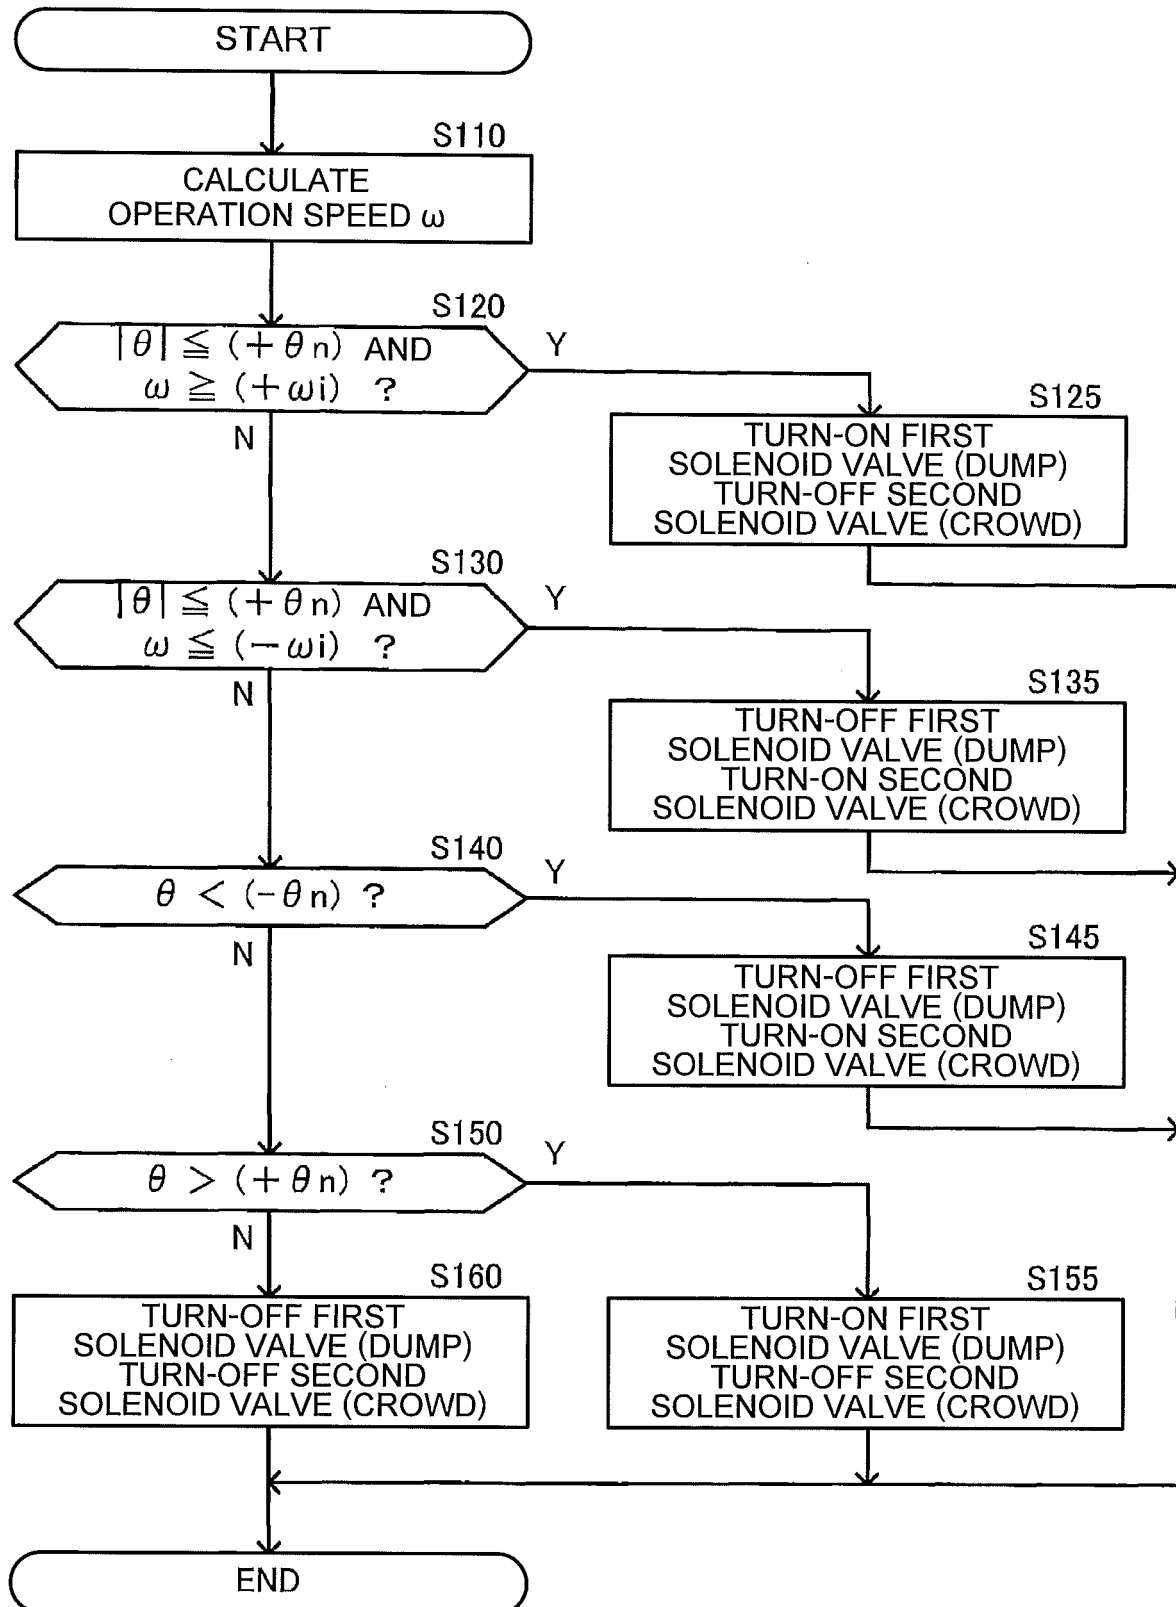 START
S110
CALCULATE
OPERATION SPEED ω
S120
|θ| ≦ (+θn) AND
ω ≧ (+ωi) ?
Y
N
S125
TURN-ON FIRST
SOLENOID VALVE (DUMP)
TURN-OFF SECOND
SOLENOID VALVE (CROWD)
S130
|θ| ≦ (+θn) AND
ω ≦ (−ωi) ?
Y
N
S135
TURN-OFF FIRST
SOLENOID VALVE (DUMP)
TURN-ON SECOND
SOLENOID VALVE (CROWD)
S140
θ < (-θn) ?
Y
N
S145
TURN-OFF FIRST
SOLENOID VALVE (DUMP)
TURN-ON SECOND
SOLENOID VALVE (CROWD)
S150
θ > (+θn) ?
Y
N
S160
TURN-OFF FIRST
SOLENOID VALVE (DUMP)
TURN-OFF SECOND
SOLENOID VALVE (CROWD)
S155
TURN-ON FIRST
SOLENOID VALVE (DUMP)
TURN-OFF SECOND
SOLENOID VALVE (CROWD)
END